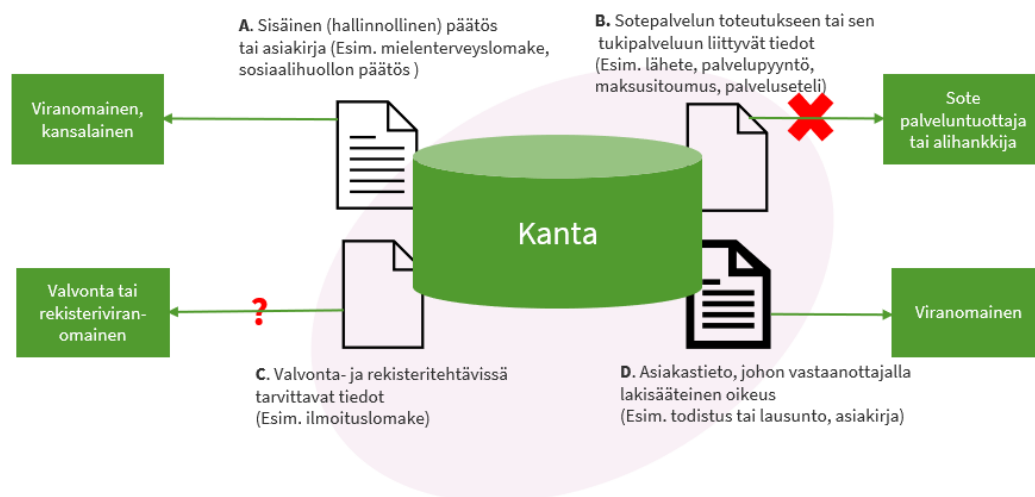 A. Sisäinen (hallinnollinen) päätös
tai asiakirja (Esim. mielenterveyslomake,
sosiaalihuollon päätös )
B. Sotepalvelun toteutukseen tai sen
tukipalveluun liittyvät tiedot
(Esim. lähete, palvelupyyntö,
maksusitoumus, palveluseteli)
Viranomainen,
kansalainen
Sote
palveluntuottaja
tai alihankkija
Kanta
Valvonta tai
rekisteriviran-
omainen
?
Viranomainen
C. Valvonta- ja rekisteritehtävissä
tarvittavat tiedot
(Esim. ilmoituslomake)
D. Asiakastieto, johon vastaanottajalla
lakisääteinen oikeus
(Esim. todistus tai lausunto, asiakirja)